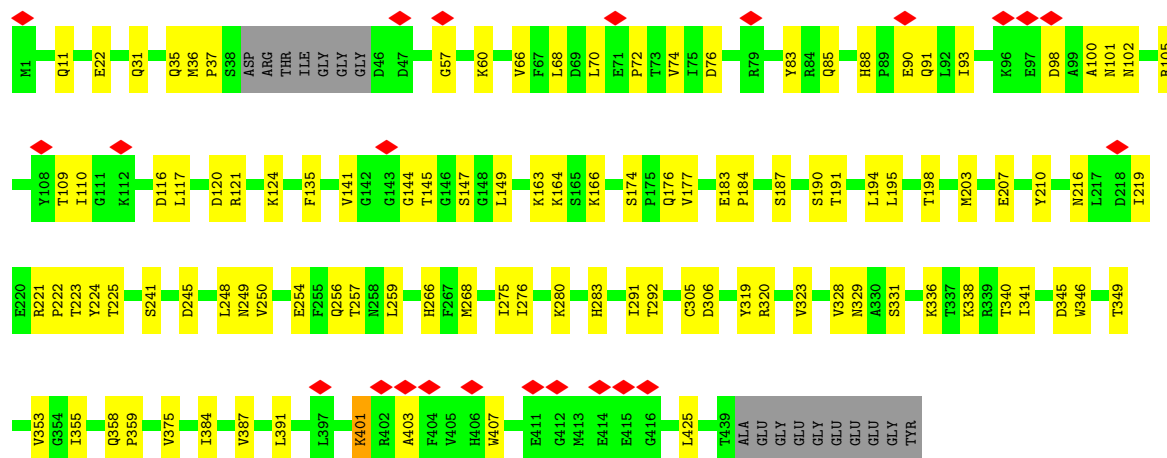 M1 Q11 E22 Q31 Q35 M36 P37 S38 ASP ARG THR ILE GLY GLY GLY D46 D47 G57 K60 V66 F67 L68 D69 L70 E71 P72 T73 V74 I75 D76 R79 Y83 R84 Q85 H88 P89 E90 Q91 L92 I93 K96 E97 D98 A99 A100 N101 N102
Y108 T109 I110 G111 K112 D116 L117 D120 R121 K124 F135 V141 G142 G143 G144 T145 G146 S147 G148 L149 K163 K164 S165 K166 S174 P175 Q176 V177 E183 P184 S187 S190 T191 L194 L195 T198 M203 E207 Y210 N216 L217 D218 I219
E220 R221 P222 T223 Y224 T225 S241 D245 L248 N249 V250 E254 F255 Q256 T257 N258 L259 H266 F267 M268 I275 I276 K280 H283 I291 T292 C305 D306 Y319 R320 V323 V328 N329 A330 S331 K336 T337 K338 R339 T340 I341 D345 W346 T349
V353 G354 I355 Q358 P359 V375 I384 V387 L391 L397 K401 R402 A403 F404 V405 H406 W407 E411 G412 M413 E414 E415 G416 L425 T439 ALA GLU GLY GLU GLY GLU GLU GLU GLY TYR